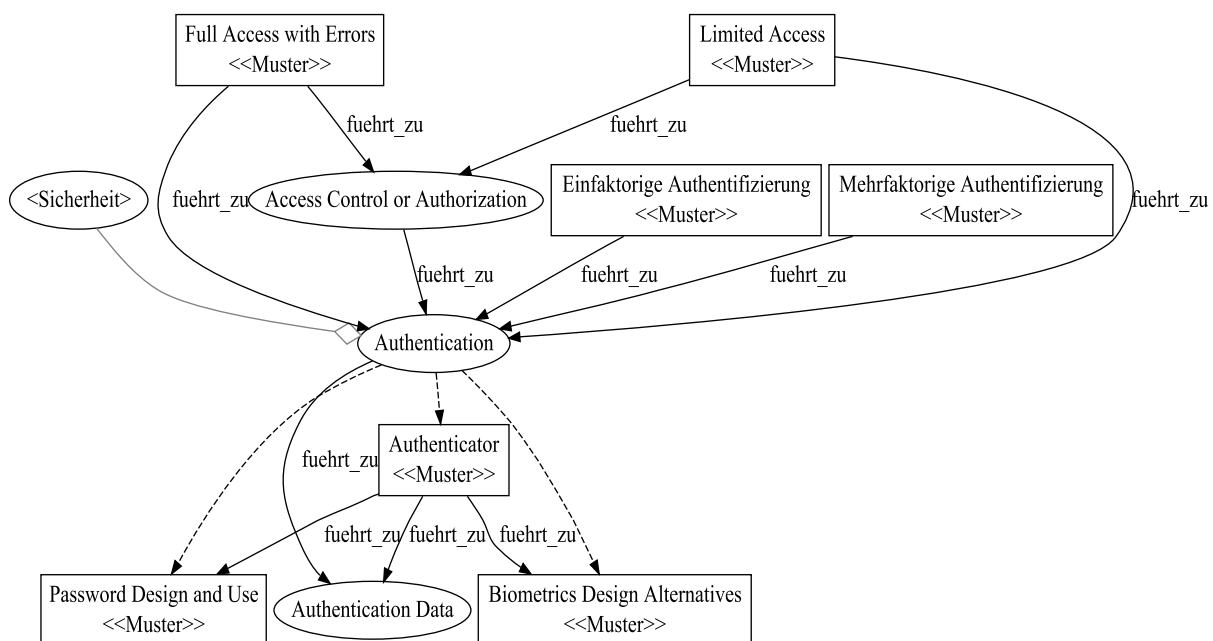 Full Access with Errors
<<Muster>>
Limited Access
<<Muster>>
fuehrt_zu
fuehrt_zu
<Sicherheit>
fuehrt_zu
Access Control or Authorization
Einfaktorige Authentifizierung
<<Muster>>
Mehrfaktorige Authentifizierung
<<Muster>>
fuehrt_zu
fuehrt_zu
fuehrt_zu
fuehrt_zu
Authentication
fuehrt_zu
Authenticator
<<Muster>>
fuehrt_zu
fuehrt_zu
fuehrt_zu
Password Design and Use
<<Muster>>
Authentication Data
Biometrics Design Alternatives
<<Muster>>